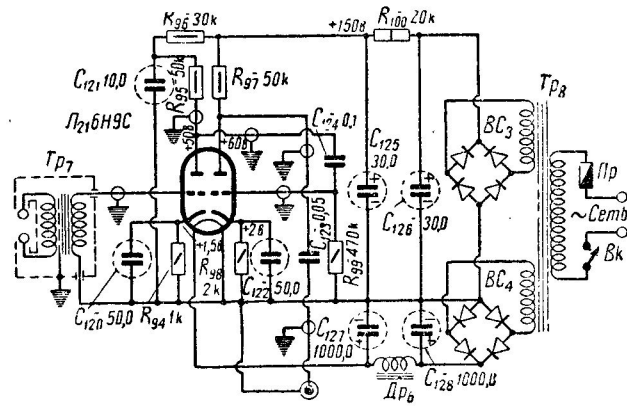 R96 30k
+150в
R100 20k
C121 10,0
R95 50k
R97 50k
Л21 6Н9С
+50в
+60в
C124 0,1
Тр8
ВС3
C125
30,0
Пр
Тр7
C126 30,0
~Сеть
C123 0,05
R99 470к
Вк
+1,5в
+2в
R98
2k
ВС4
C120 50,0
R94 1k
C122 50,0
C127
1000,0
Др6
C128 1000,0